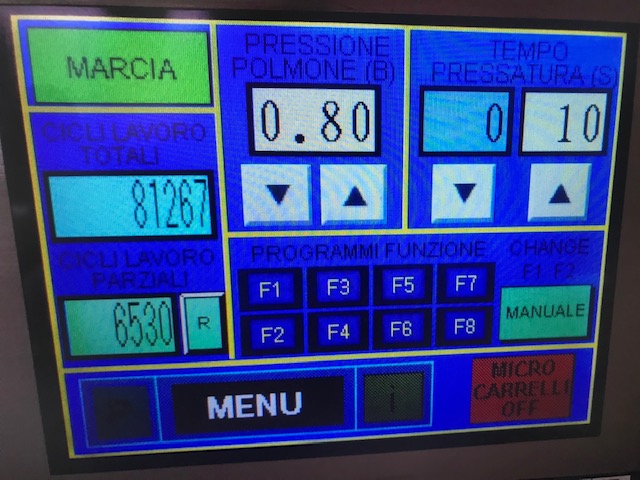 MARCIA
PRESSIONE
POLMONE (B)
0.80
▼ ▲
TEMPO
PRESSATURA (S)
0 10
▼ ▲
CICLI LAVORO
TOTALI
81267
CICLI LAVORO
PARZIALI
6530 R
PROGRAMMI FUNZIONE
F1 F3 F5 F7
F2 F4 F6 F8
CHANGE
F1 F2
MANUALE
MENU
i
MICRO
CARRELLI
OFF